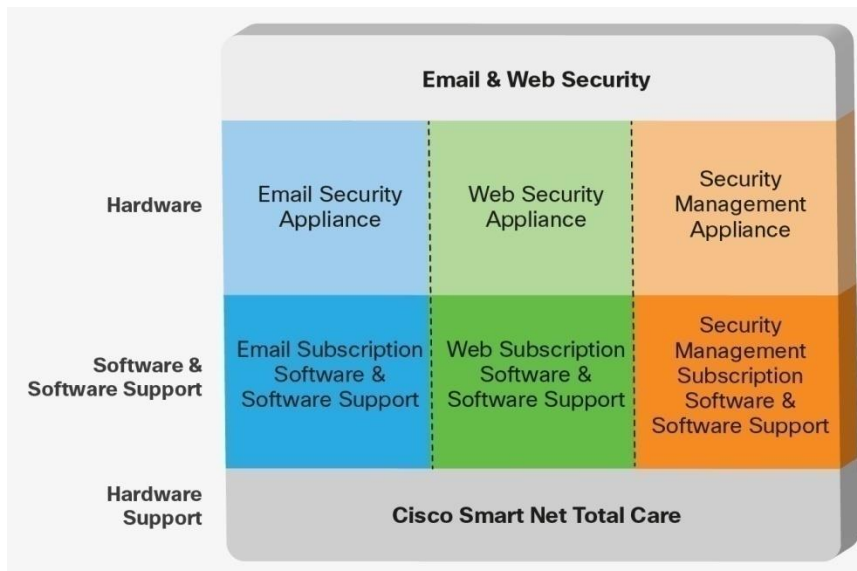 Email & Web Security
Hardware
Email Security
Appliance
Web Security
Appliance
Security
Management
Appliance
Software &
Software Support
Email Subscription
Software &
Software Support
Web Subscription
Software &
Software Support
Security
Management
Subscription
Software &
Software Support
Hardware
Support
Cisco Smart Net Total Care